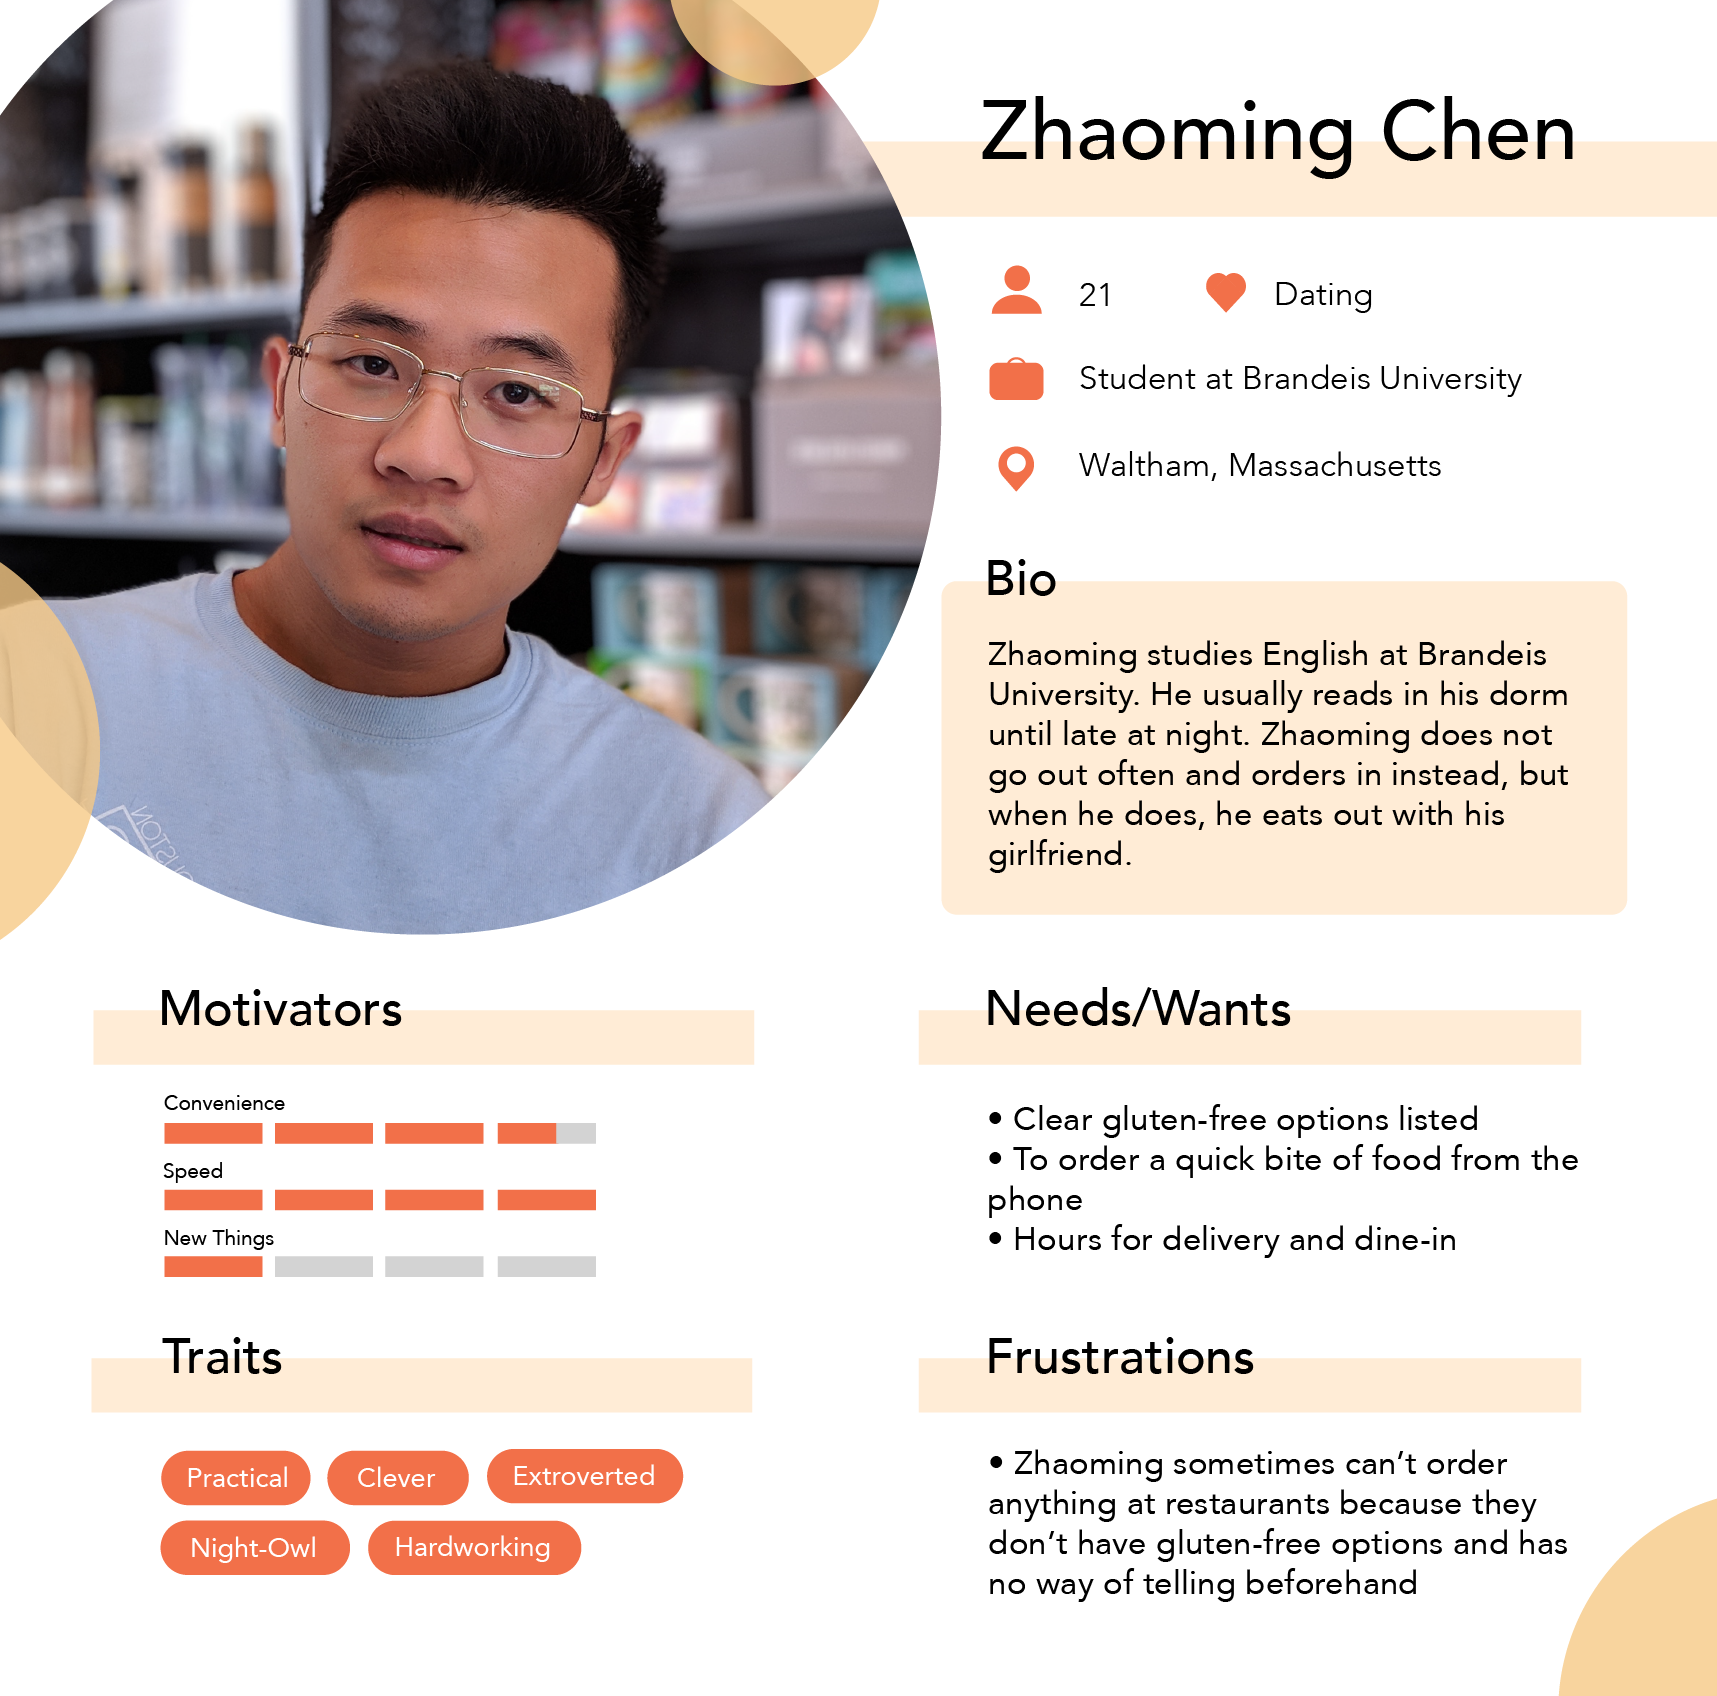 Zhaoming Chen
21
Dating
Student at Brandeis University
Waltham, Massachusetts
Bio
Zhaoming studies English at Brandeis
University. He usually reads in his dorm
until late at night. Zhaoming does not
go out often and orders in instead, but
when he does, he eats out with his
girlfriend.
Motivators
Convenience
Speed
New Things
Needs/Wants
• Clear gluten-free options listed
• To order a quick bite of food from the
phone
• Hours for delivery and dine-in
Traits
Practical
Clever
Extroverted
Night-Owl
Hardworking
Frustrations
• Zhaoming sometimes can’t order
anything at restaurants because they
don’t have gluten-free options and has
no way of telling beforehand